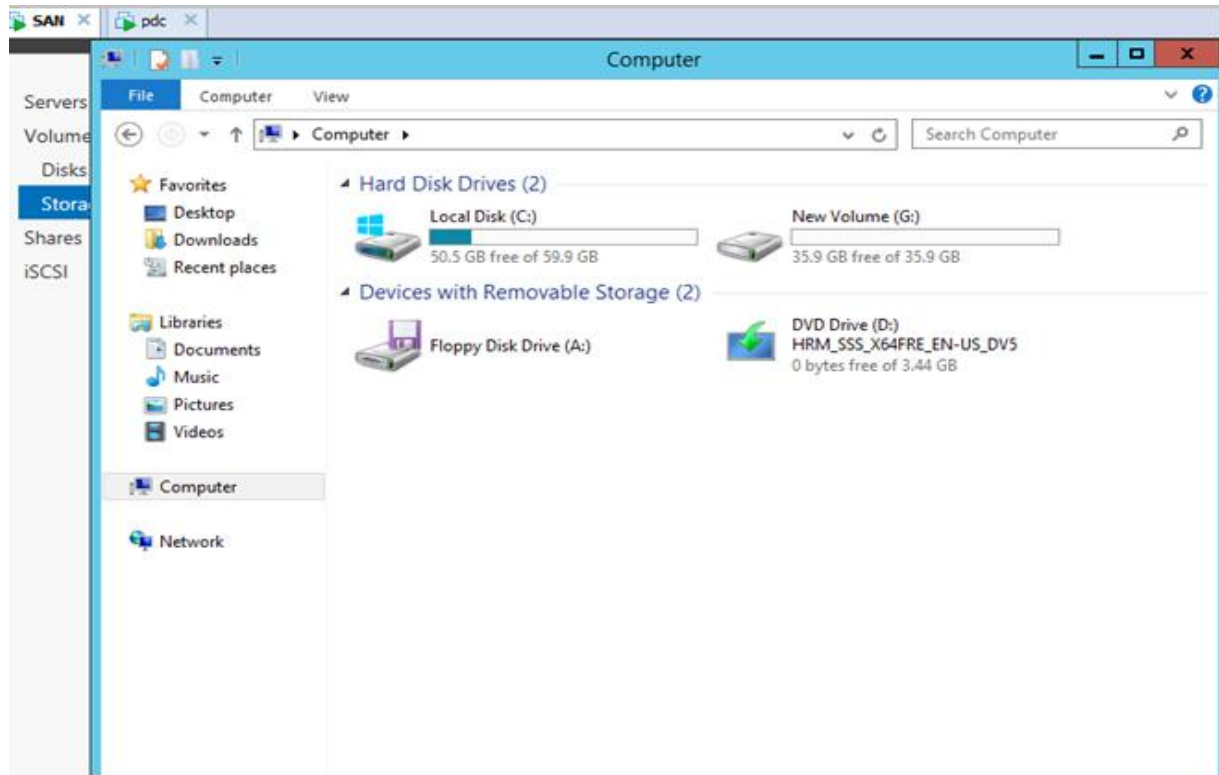 SAN
pdc
Computer
File Computer View
Servers
Volume
Disks
Stora
Shares
iSCSI
Computer
Search Computer
Favorites
Desktop
Downloads
Recent places
Libraries
Documents
Music
Pictures
Videos
Computer
Network
Hard Disk Drives (2)
Local Disk (C:)
50.5 GB free of 59.9 GB
New Volume (G:)
35.9 GB free of 35.9 GB
Devices with Removable Storage (2)
Floppy Disk Drive (A:)
DVD Drive (D:)
HRM_SSS_X64FRE_EN-US_DV5
0 bytes free of 3.44 GB